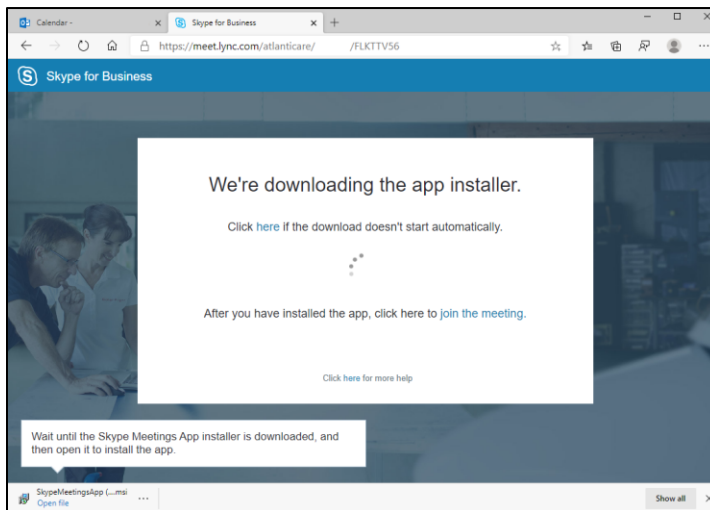 Calendar -
Skype for Business
https://meet.lync.com/atlanticare/ /FLKTTV56
Skype for Business
We're downloading the app installer.
Click here if the download doesn't start automatically.
After you have installed the app, click here to join the meeting.
Click here for more help
Wait until the Skype Meetings App installer is downloaded, and
then open it to install the app.
SkypeMeetingsApp (....msi
Open file
Show all